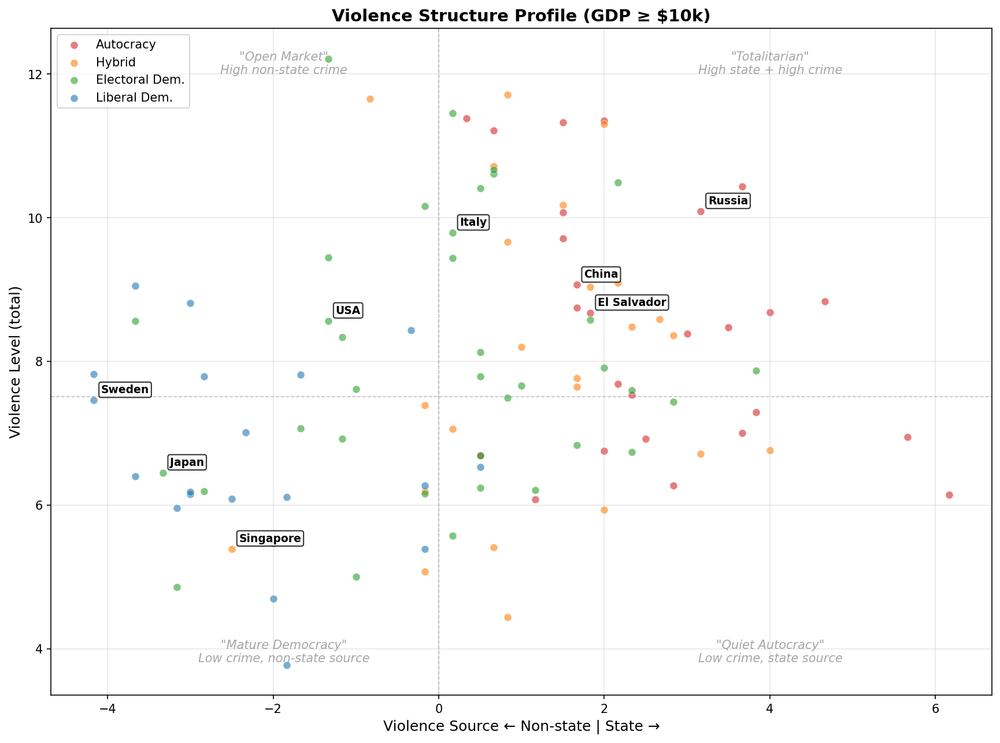 Violence Structure Profile (GDP ≥ $10k)
Autocracy
Hybrid
Electoral Dem.
Liberal Dem.
"Open Market"
High non-state crime
"Totalitarian"
High state + high crime
12
10
8
6
4
Violence Level (total)
Russia
Italy
China
El Salvador
USA
Sweden
Japan
Singapore
"Mature Democracy"
Low crime, non-state source
"Quiet Autocracy"
Low crime, state source
−4
−2
0
2
4
6
Violence Source ← Non-state | State →